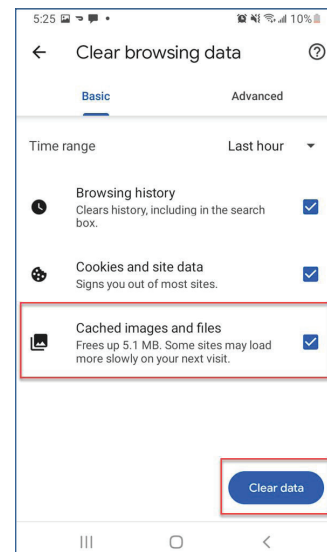 5:25 10%
Clear browsing data
Basic Advanced
Time range Last hour
Browsing history
Clears history, including in the search
box.
Cookies and site data
Signs you out of most sites.
Cached images and files
Frees up 5.1 MB. Some sites may load
more slowly on your next visit.
Clear data